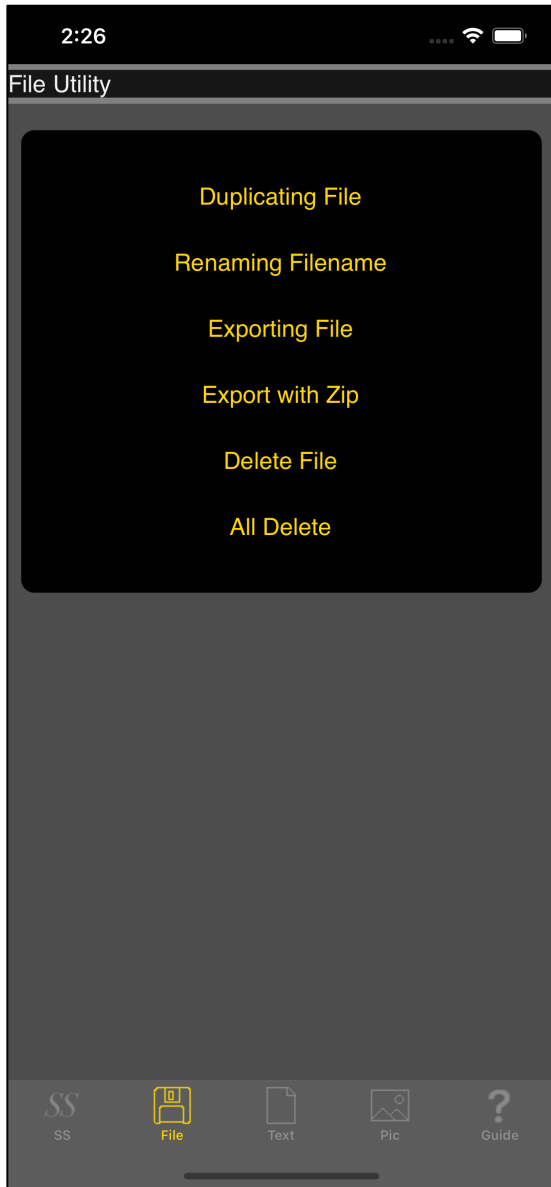 2:26
File Utility
Duplicating File
Renaming Filename
Exporting File
Export with Zip
Delete File
All Delete
SS
SS File Text Pic Guide